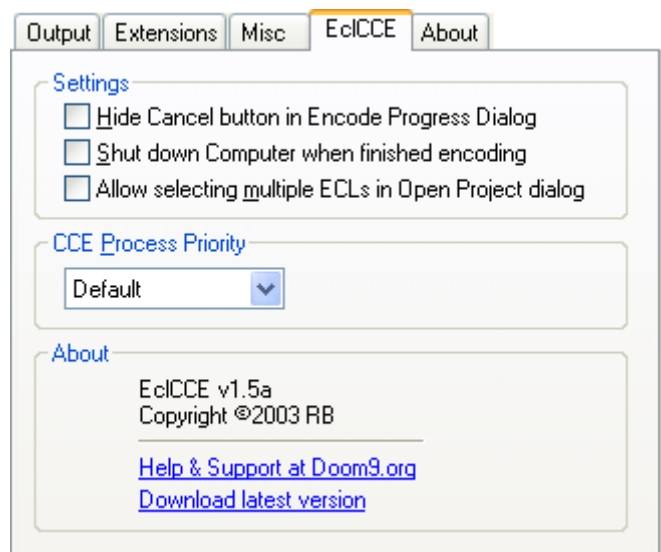 Output Extensions Misc EclCCE About
Settings
Hide Cancel button in Encode Progress Dialog
Shut down Computer when finished encoding
Allow selecting multiple ECLs in Open Project dialog
CCE Process Priority
Default
About
EclCCE v1.5a
Copyright ©2003 RB
Help & Support at Doom9.org
Download latest version